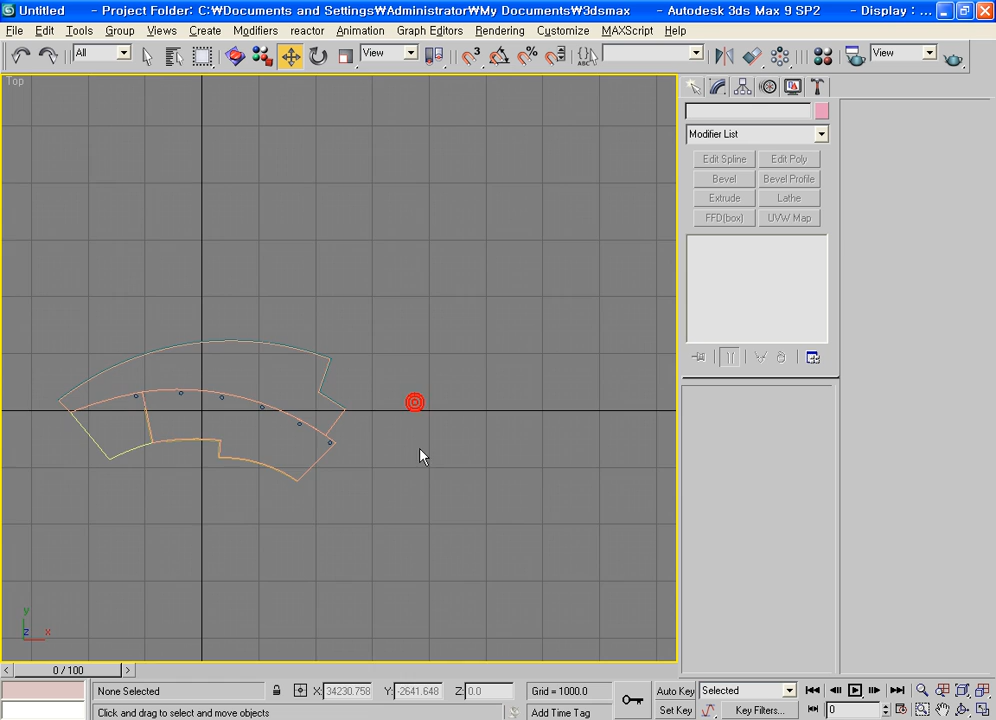 Untitled - Project Folder: C:₩Documents and Settings₩Administrator₩My Documents₩3dsmax - Autodesk 3ds Max 9 SP2 - Display : ...
File Edit Tools Group Views Create Modifiers reactor Animation Graph Editors Rendering Customize MAXScript Help
All View 3 % ABC View
Top
Modifier List
Edit Spline Edit Poly
Bevel Bevel Profile
Extrude Lathe
FFD(box) UVW Map
y
z x
< 0 / 100 >
None Selected X: 34230.758 Y: -2641.648 Z: 0.0 Grid = 1000.0 Auto Key Selected
Click and drag to select and move objects Add Time Tag Set Key Key Filters... 0